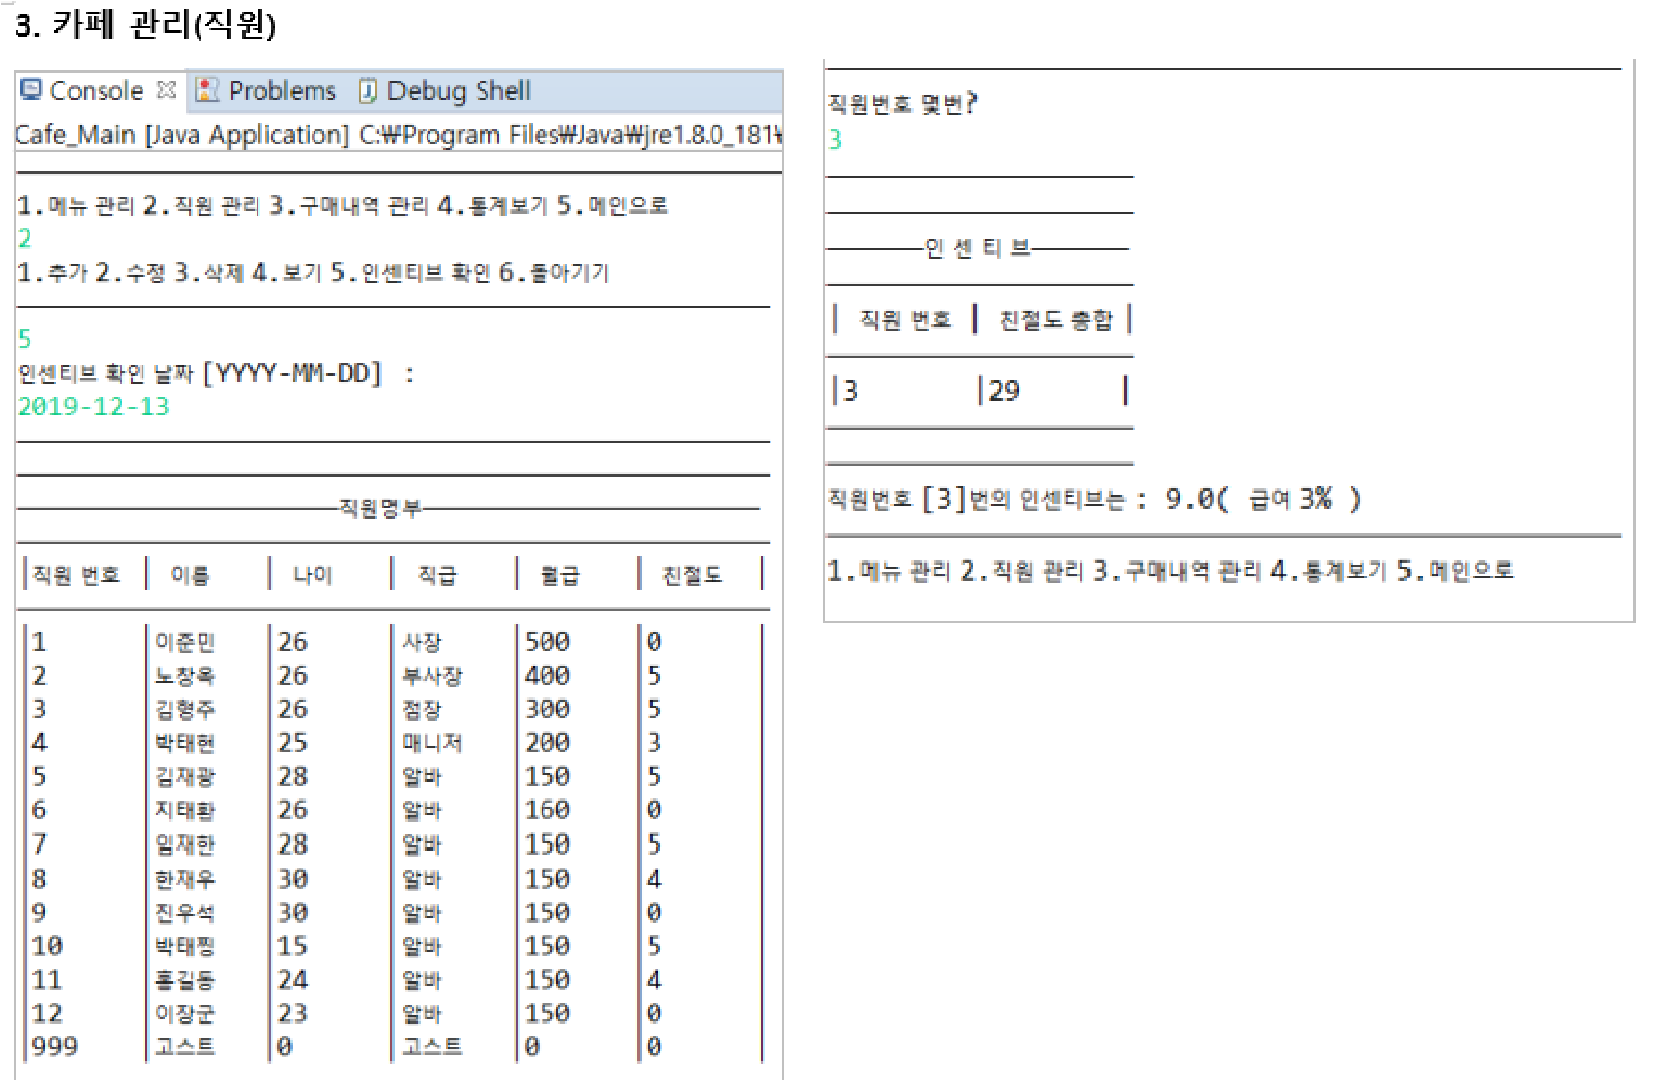 3. 카페 관리(직원)
Console Problems Debug Shell
Cafe_Main [Java Application] C:₩Program Files₩Java₩jre1.8.0_181₩
1.메뉴 관리 2.직원 관리 3.구매내역 관리 4.통계보기 5.메인으로
2
1.추가 2.수정 3.삭제 4.보기 5.인센티브 확인 6.돌아기기
5
인센티브 확인 날짜 [YYYY-MM-DD] :
2019-12-13
직원명부
|직원 번호 | 이름 | 나이 | 직급 | 월급 | 친절도 |
|1 |이준민 |26 |사장 |500 |0 |
|2 |노창욱 |26 |부사장 |400 |5 |
|3 |김형주 |26 |점장 |300 |5 |
|4 |박태현 |25 |매니저 |200 |3 |
|5 |김재광 |28 |알바 |150 |5 |
|6 |지태환 |26 |알바 |160 |0 |
|7 |임재한 |28 |알바 |150 |5 |
|8 |한재우 |30 |알바 |150 |4 |
|9 |진우석 |30 |알바 |150 |0 |
|10 |박태찡 |15 |알바 |150 |5 |
|11 |홍길동 |24 |알바 |150 |4 |
|12 |이장군 |23 |알바 |150 |0 |
|999 |고스트 |0 |고스트 |0 |0 |
직원번호 몇번?
3
인 센 티 브
| 직원 번호 | 친절도 총합 |
|3 |29 |
직원번호 [3]번의 인센티브는 : 9.0( 급여 3% )
1.메뉴 관리 2.직원 관리 3.구매내역 관리 4.통계보기 5.메인으로